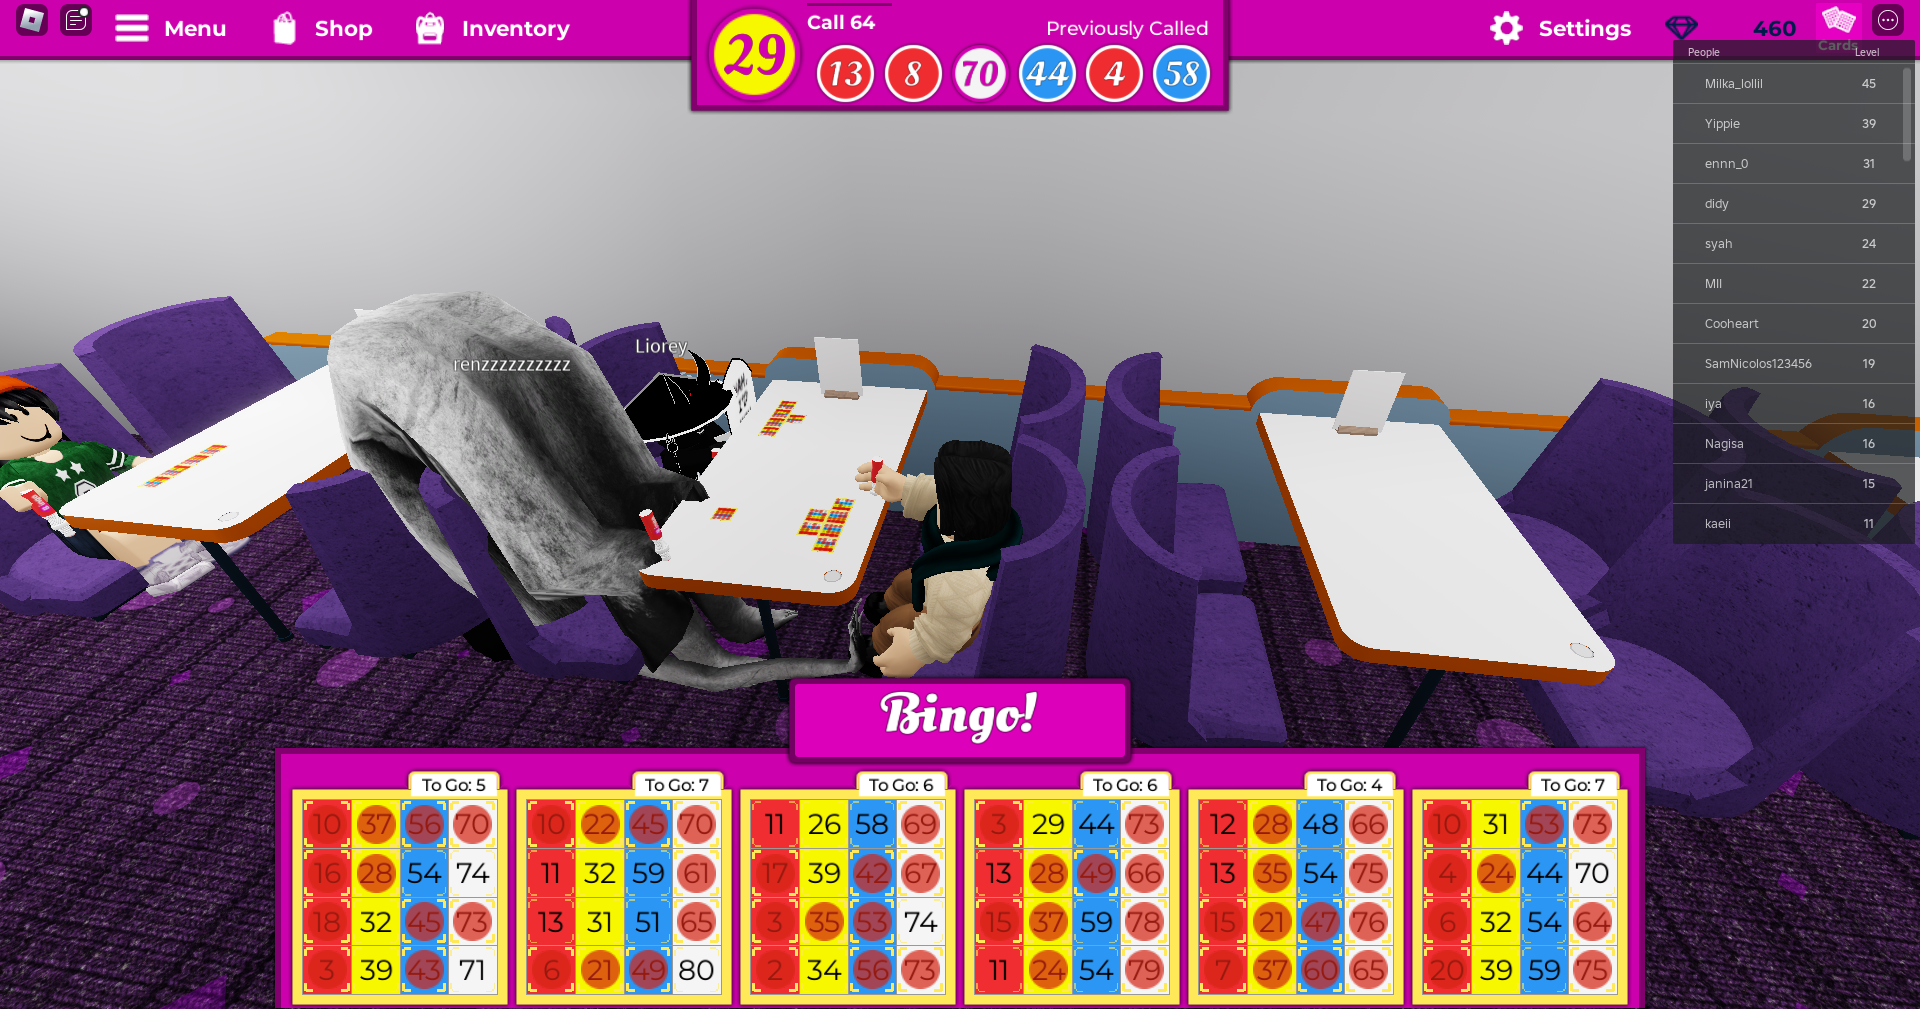 Menu
Shop
Inventory
29
Call 64
Previously Called
13 8 70 44 4 58
Settings
460
Cards
People Level
Milka_lollil 45
Yippie 39
ennn_0 31
didy 29
syah 24
MII 22
Cooheart 20
SamNicolos123456 19
iya 16
Nagisa 16
janina21 15
kaeii 11
Liorey
renzzzzzzzzzz
Bingo!
To Go: 5
10 37 56 70
16 28 54 74
18 32 45 73
3 39 43 71
To Go: 7
10 22 45 70
11 32 59 61
13 31 51 65
6 21 49 80
To Go: 6
11 26 58 69
17 39 42 67
3 35 53 74
2 34 56 73
To Go: 6
3 29 44 73
13 28 49 66
15 37 59 78
11 24 54 79
To Go: 4
12 28 48 66
13 35 54 75
15 21 47 76
7 37 60 65
To Go: 7
10 31 53 73
4 24 44 70
6 32 54 64
20 39 59 75